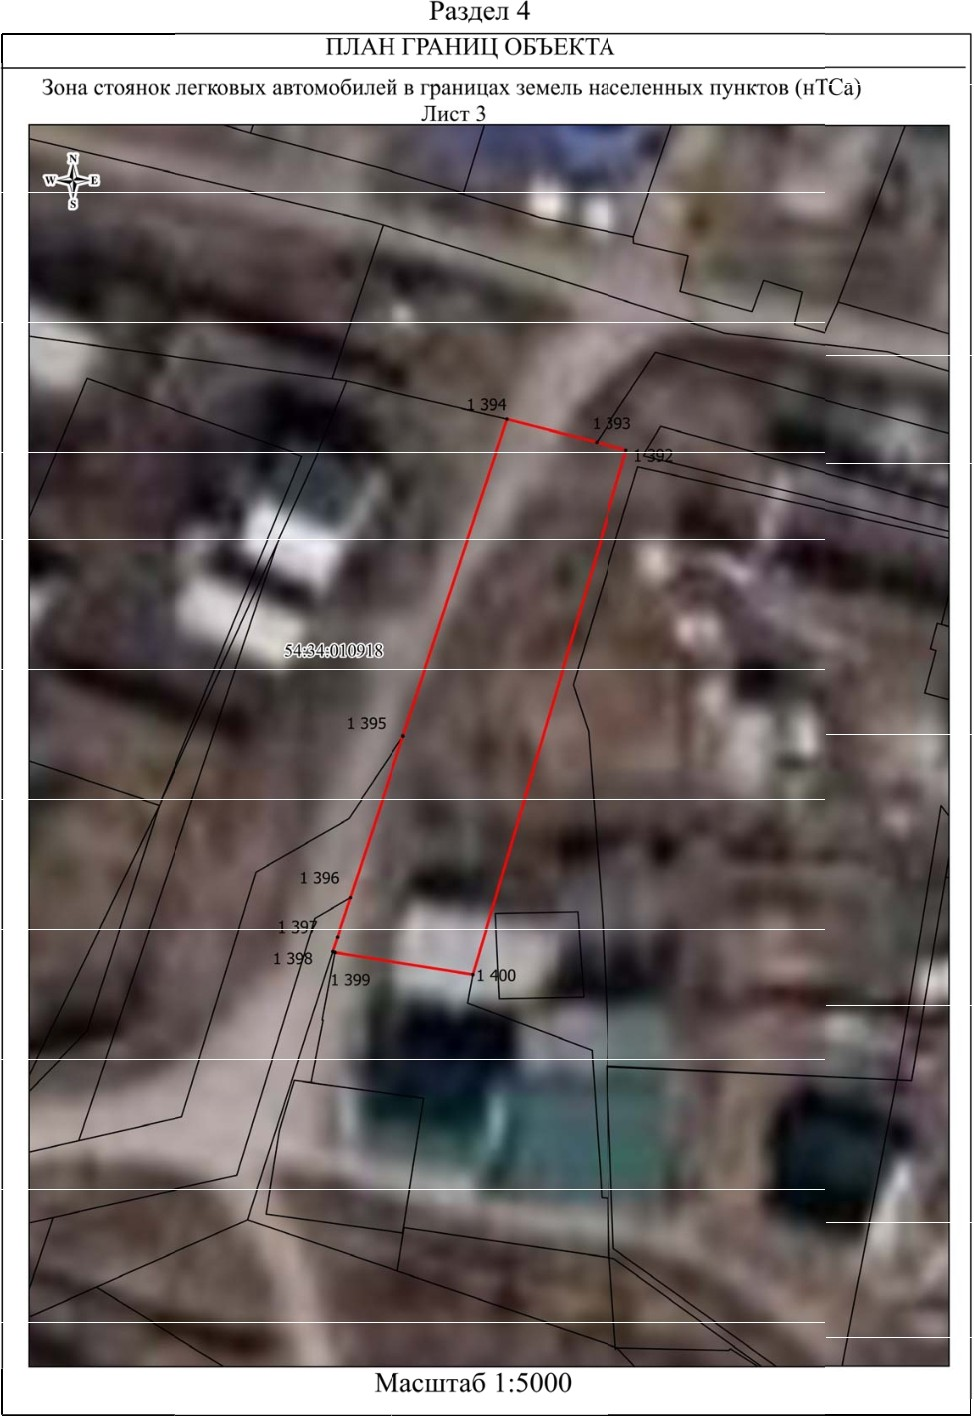 Раздел 4
ПЛАН ГРАНИЦ ОБЪЕКТА
Зона стоянок легковых автомобилей в границах земель населенных пунктов (нТСа)
Лист 3
N
W E
S
1 394
1 393
1 392
54:34:010918
1 395
1 396
1 397
1 398
1 399
1 400
Масштаб 1:5000